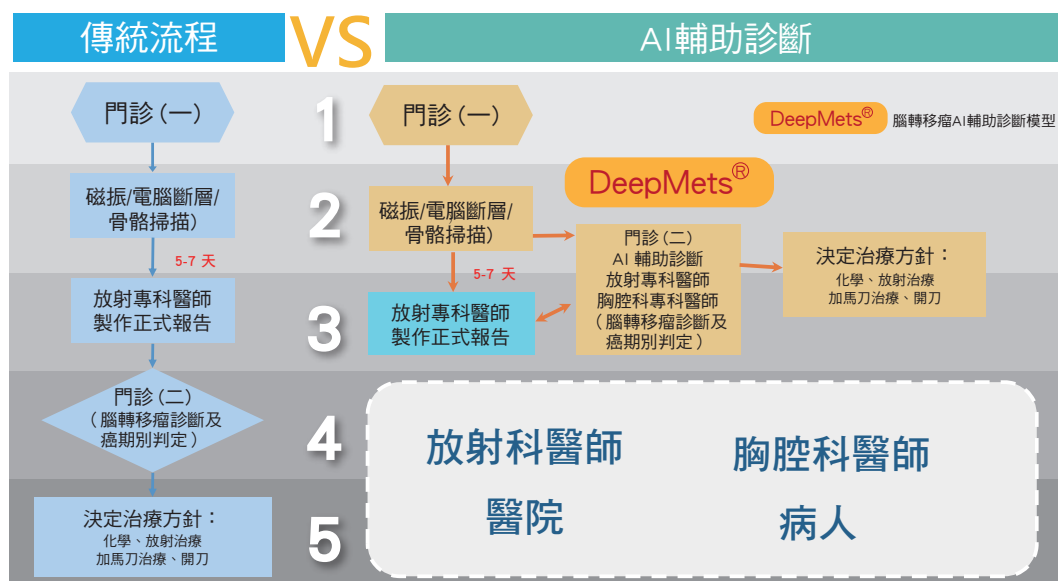 傳統流程
VS
AI輔助診斷
門診(一)
磁振/電腦斷層/
骨骼掃描)
5-7 天
放射專科醫師
製作正式報告
門診(二)
(腦轉移瘤診斷及
癌期別判定)
決定治療方針:
化學、放射治療
加馬刀治療、開刀
1
2
3
4
5
門診(一)
DeepMets® 腦轉移瘤AI輔助診斷模型
DeepMets®
磁振/電腦斷層/
骨骼掃描)
5-7 天
放射專科醫師
製作正式報告
門診(二)
AI 輔助診斷
放射專科醫師
胸腔科專科醫師
(腦轉移瘤診斷及
癌期別判定)
決定治療方針:
化學、放射治療
加馬刀治療、開刀
放射科醫師
胸腔科醫師
醫院
病人